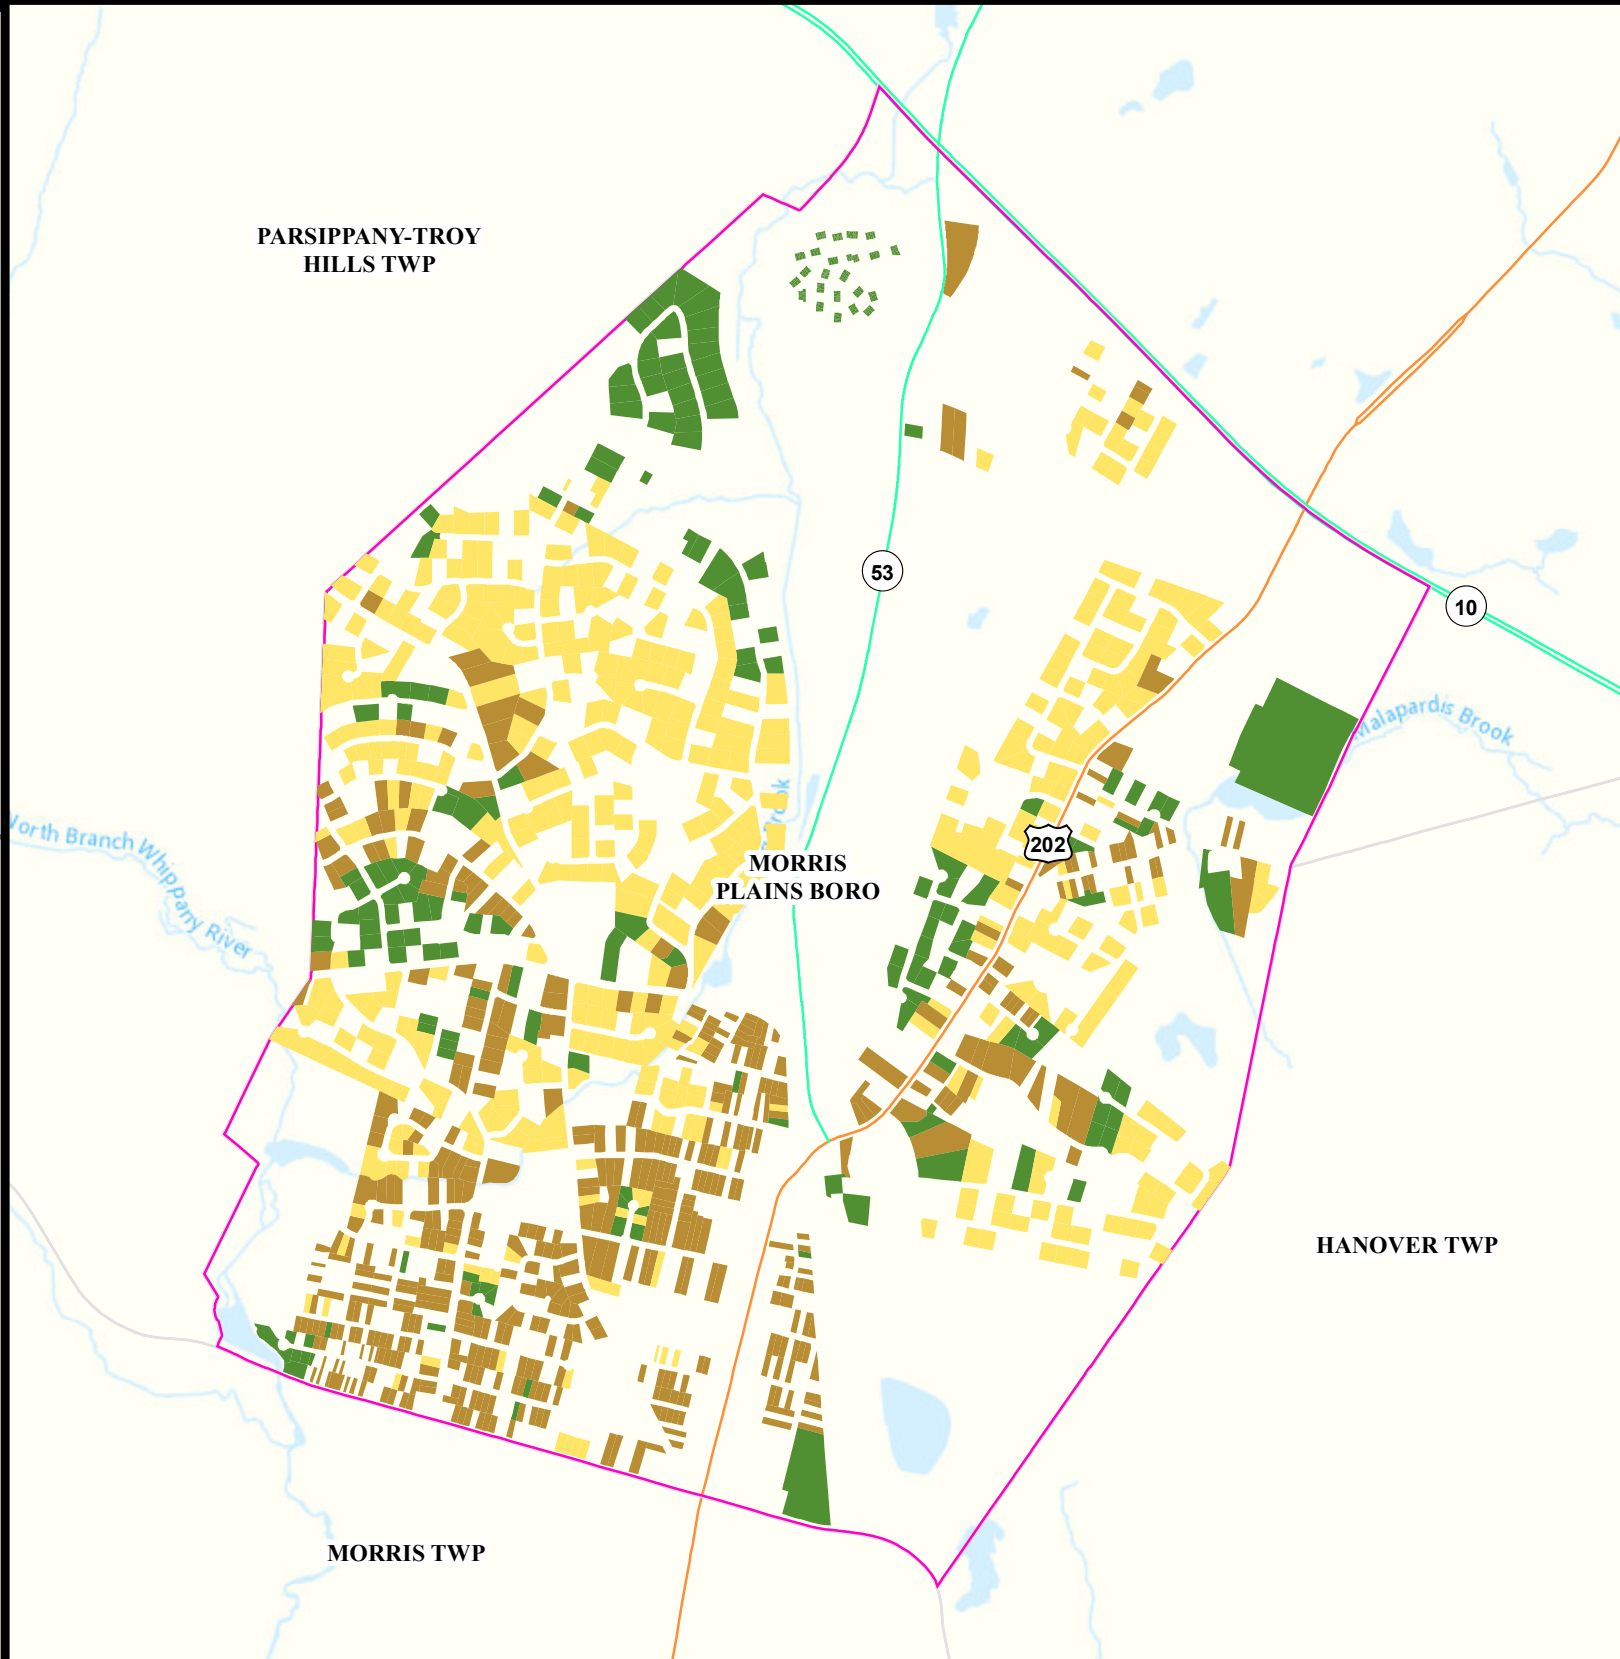 PARSIPPANY-TROY
HILLS TWP
53
10
Malapardis Brook
North Branch Whippany River
202
MORRIS
PLAINS BORO
HANOVER TWP
MORRIS TWP